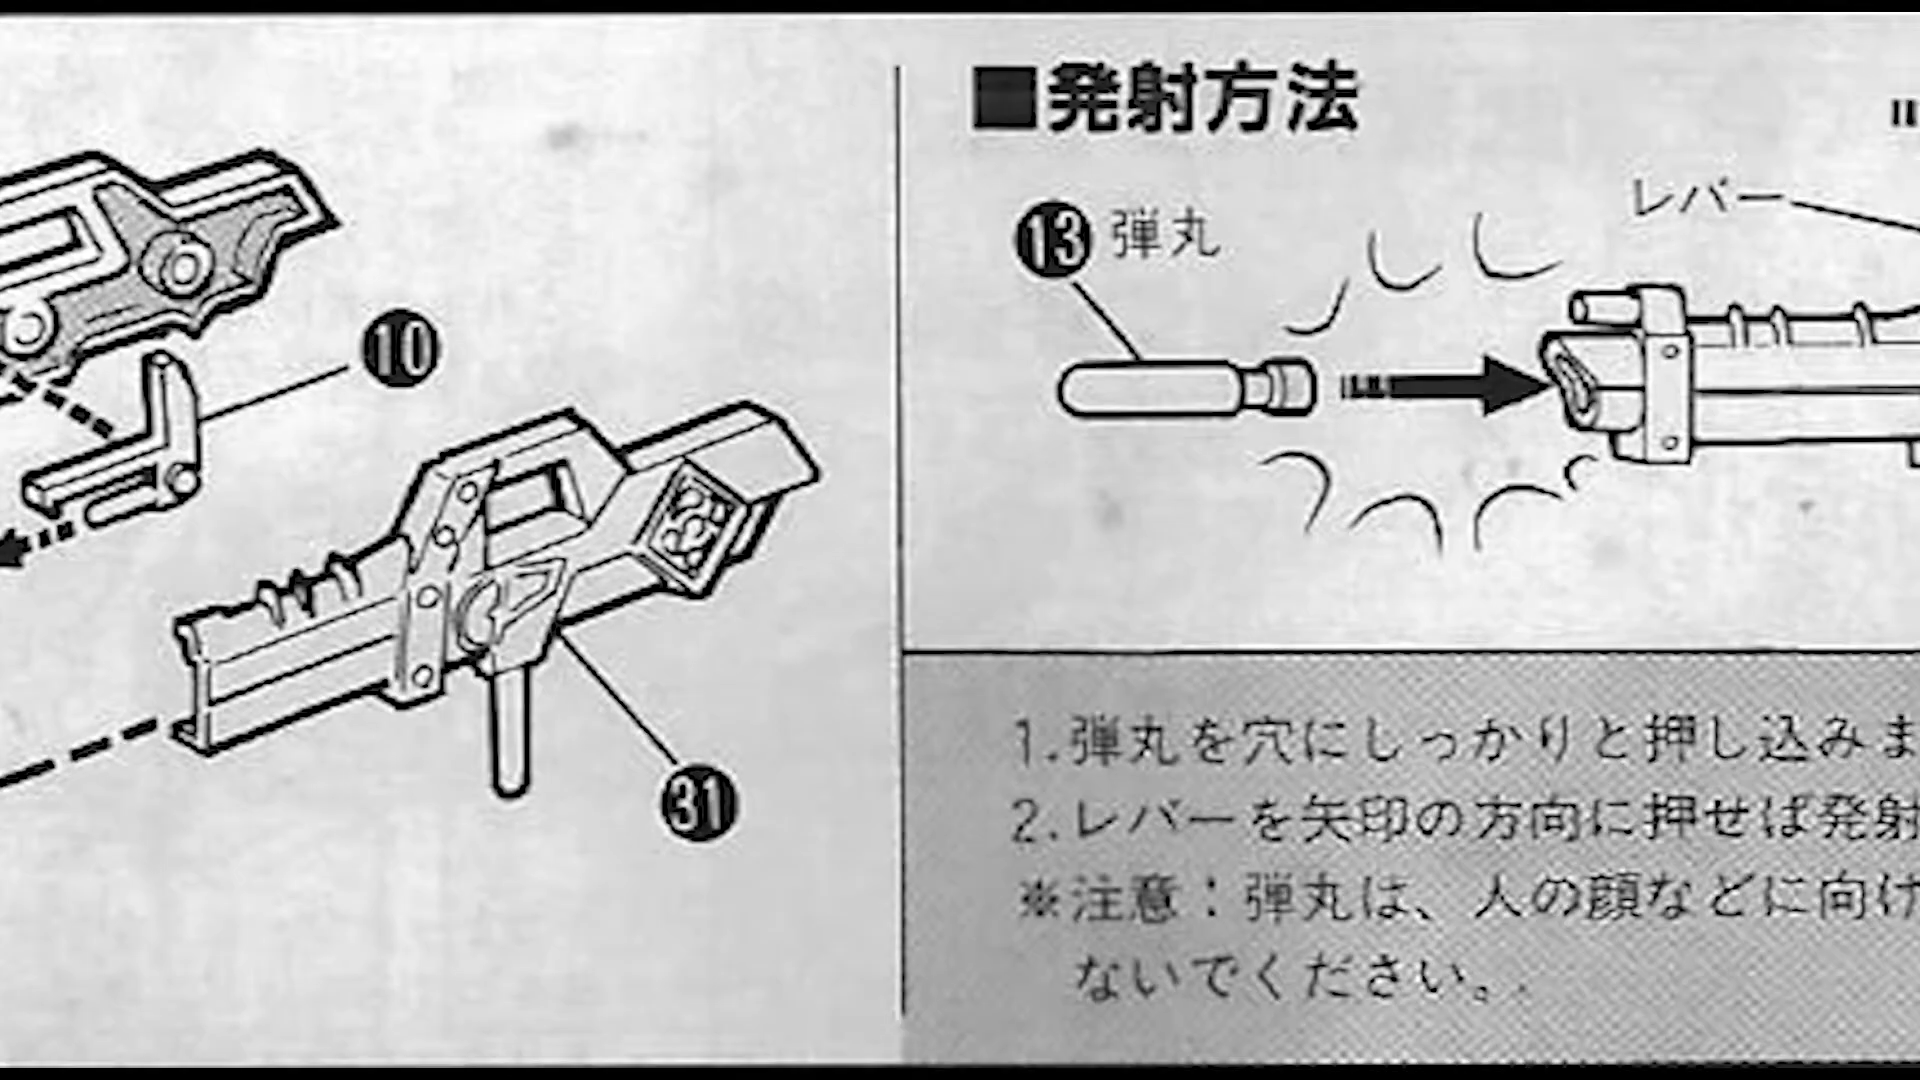 ■発射方法
⓭弾丸
レバー
❿
㉛
1.弾丸を穴にしっかりと押し込みま
2.レバーを矢印の方向に押せば発射
※注意：弾丸は、人の顔などに向け
ないでください。